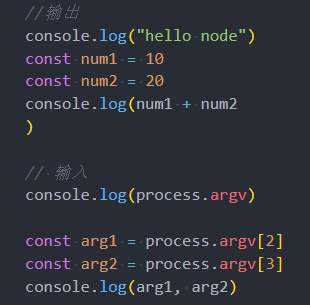 //输出
console.log("hello node")
const num1 = 10
const num2 = 20
console.log(num1 + num2
)
// 输入
console.log(process.argv)
const arg1 = process.argv[2]
const arg2 = process.argv[3]
console.log(arg1, arg2)